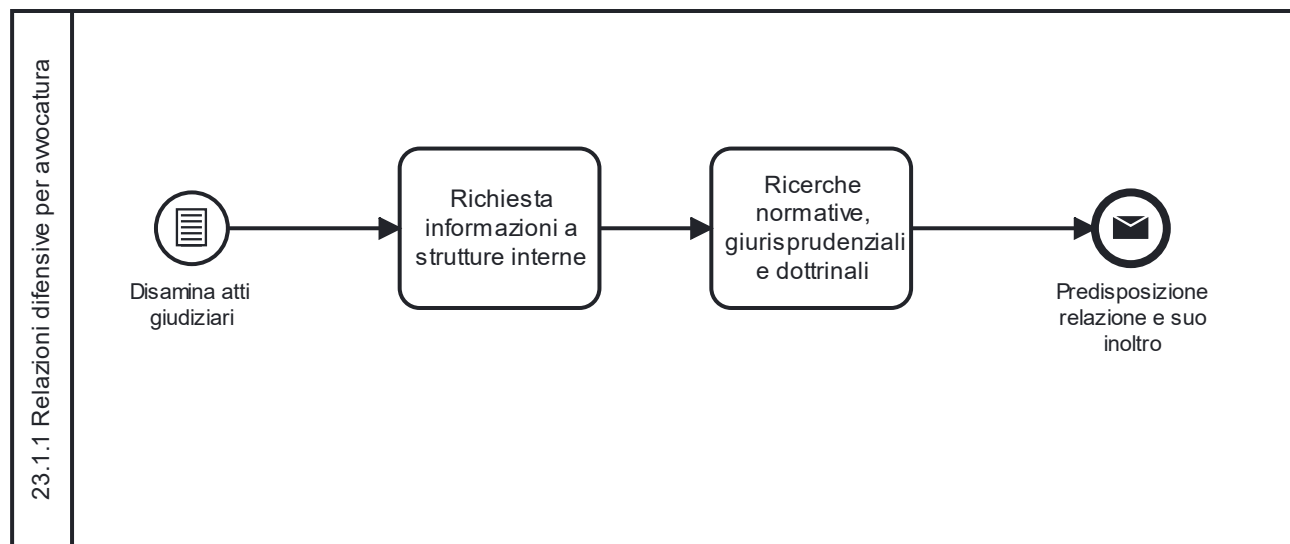 23.1.1 Relazioni difensive per avvocatura
Disamina atti
giudiziari
Richiesta
informazioni a
strutture interne
Ricerche
normative,
giurisprudenziali
e dottrinali
Predisposizione
relazione e suo
inoltro